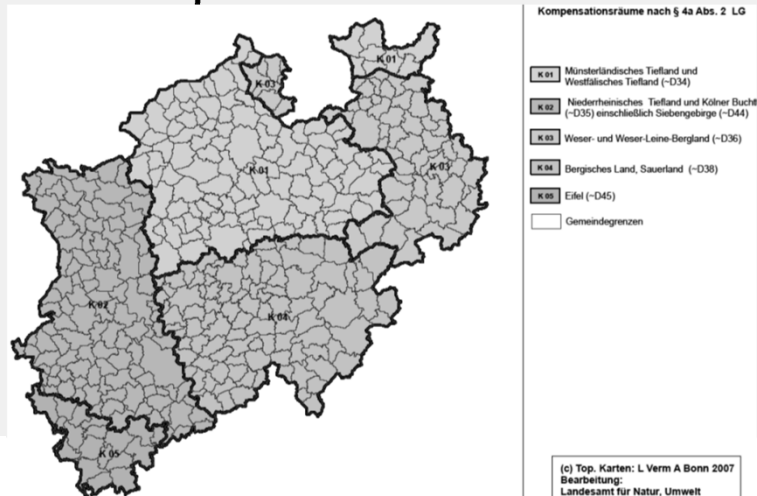 Kompensationsräume nach § 4a Abs. 2 LG
K 01
Münsterländisches Tiefland und
Westfälisches Tiefland (~D34)
K 02
Niederrheinisches Tiefland und Kölner Bucht
(~D35) einschließlich Siebengebirge (~D44)
K 03
Weser- und Weser-Leine-Bergland (~D36)
K 04
Bergisches Land, Sauerland (~D38)
K 05
Eifel (~D45)
Gemeindegrenzen
K 01
K 03
K 03
K 01
K 02
K 04
K 05
(c) Top. Karten: L Verm A Bonn 2007
Bearbeitung:
Landesamt für Natur, Umwelt